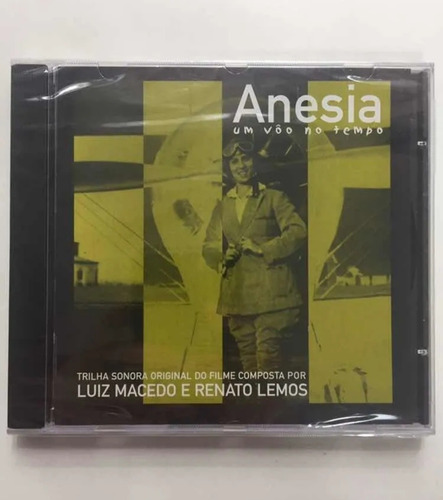 Anesia
um vôo no tempo
TRILHA SONORA ORIGINAL DO FILME COMPOSTA POR
LUIZ MACEDO E RENATO LEMOS